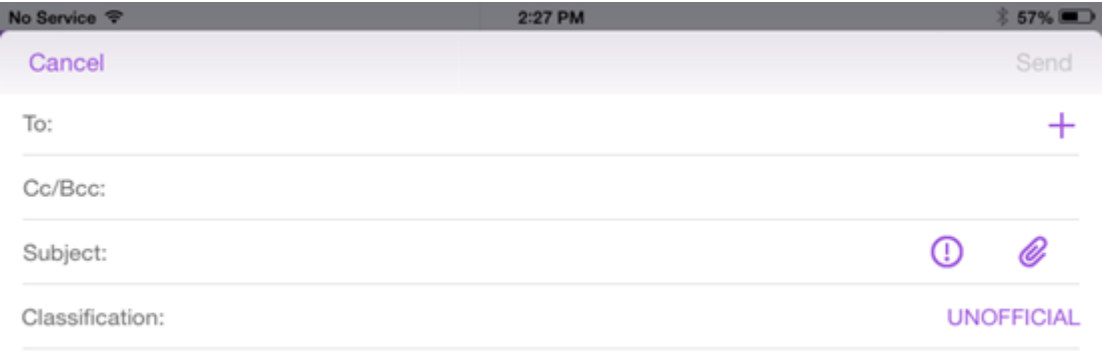 No Service 2:27 PM 57%
Cancel Send
To:
Cc/Bcc:
Subject:
Classification: UNOFFICIAL